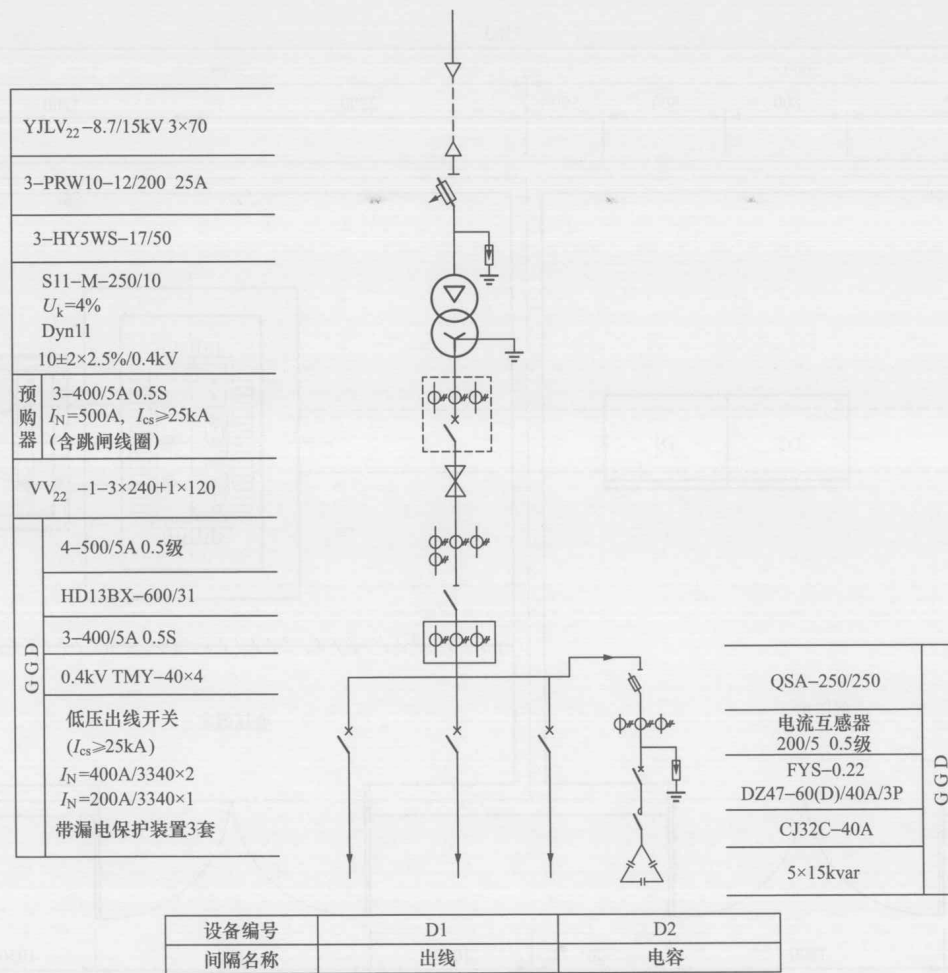 YJLV22-8.7/15kV 3×70
3-PRW10-12/200 25A
3-HY5WS-17/50
S11-M-250/10
Uk=4%
Dyn11
10±2×2.5%/0.4kV
预购器
3-400/5A 0.5S
IN=500A, Ics≥25kA
(含跳闸线圈)
VV22 -1-3×240+1×120
GGD
4-500/5A 0.5级
HD13BX-600/31
3-400/5A 0.5S
0.4kV TMY-40×4
低压出线开关
(Ics≥25kA)
IN=400A/3340×2
IN=200A/3340×1
带漏电保护装置3套
QSA-250/250
电流互感器
200/5 0.5级
FYS-0.22
DZ47-60(D)/40A/3P
CJ32C-40A
5×15kvar
GGD
设备编号 D1 D2
间隔名称 出线 电容